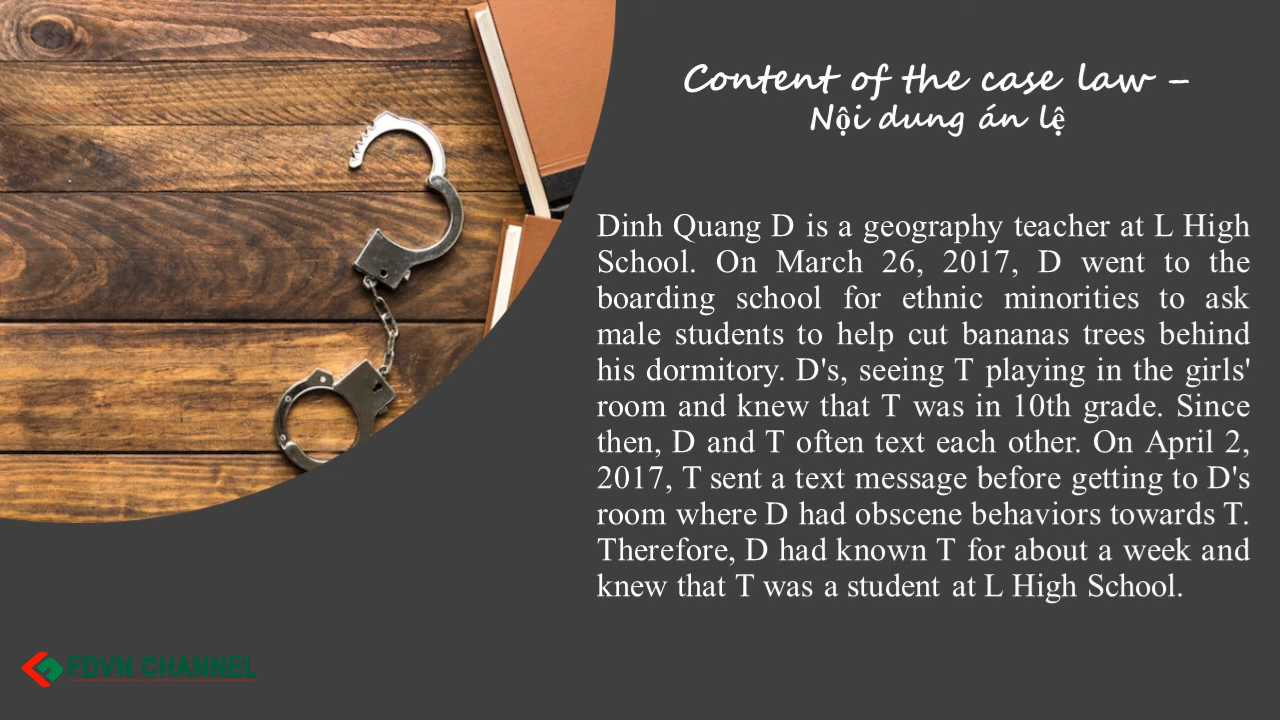 Content of the case law –
Nội dung án lệ
Dinh Quang D is a geography teacher at L High
School. On March 26, 2017, D went to the
boarding school for ethnic minorities to ask
male students to help cut bananas trees behind
his dormitory. D's, seeing T playing in the girls'
room and knew that T was in 10th grade. Since
then, D and T often text each other. On April 2,
2017, T sent a text message before getting to D's
room where D had obscene behaviors towards T.
Therefore, D had known T for about a week and
knew that T was a student at L High School.
FDVN CHANNEL